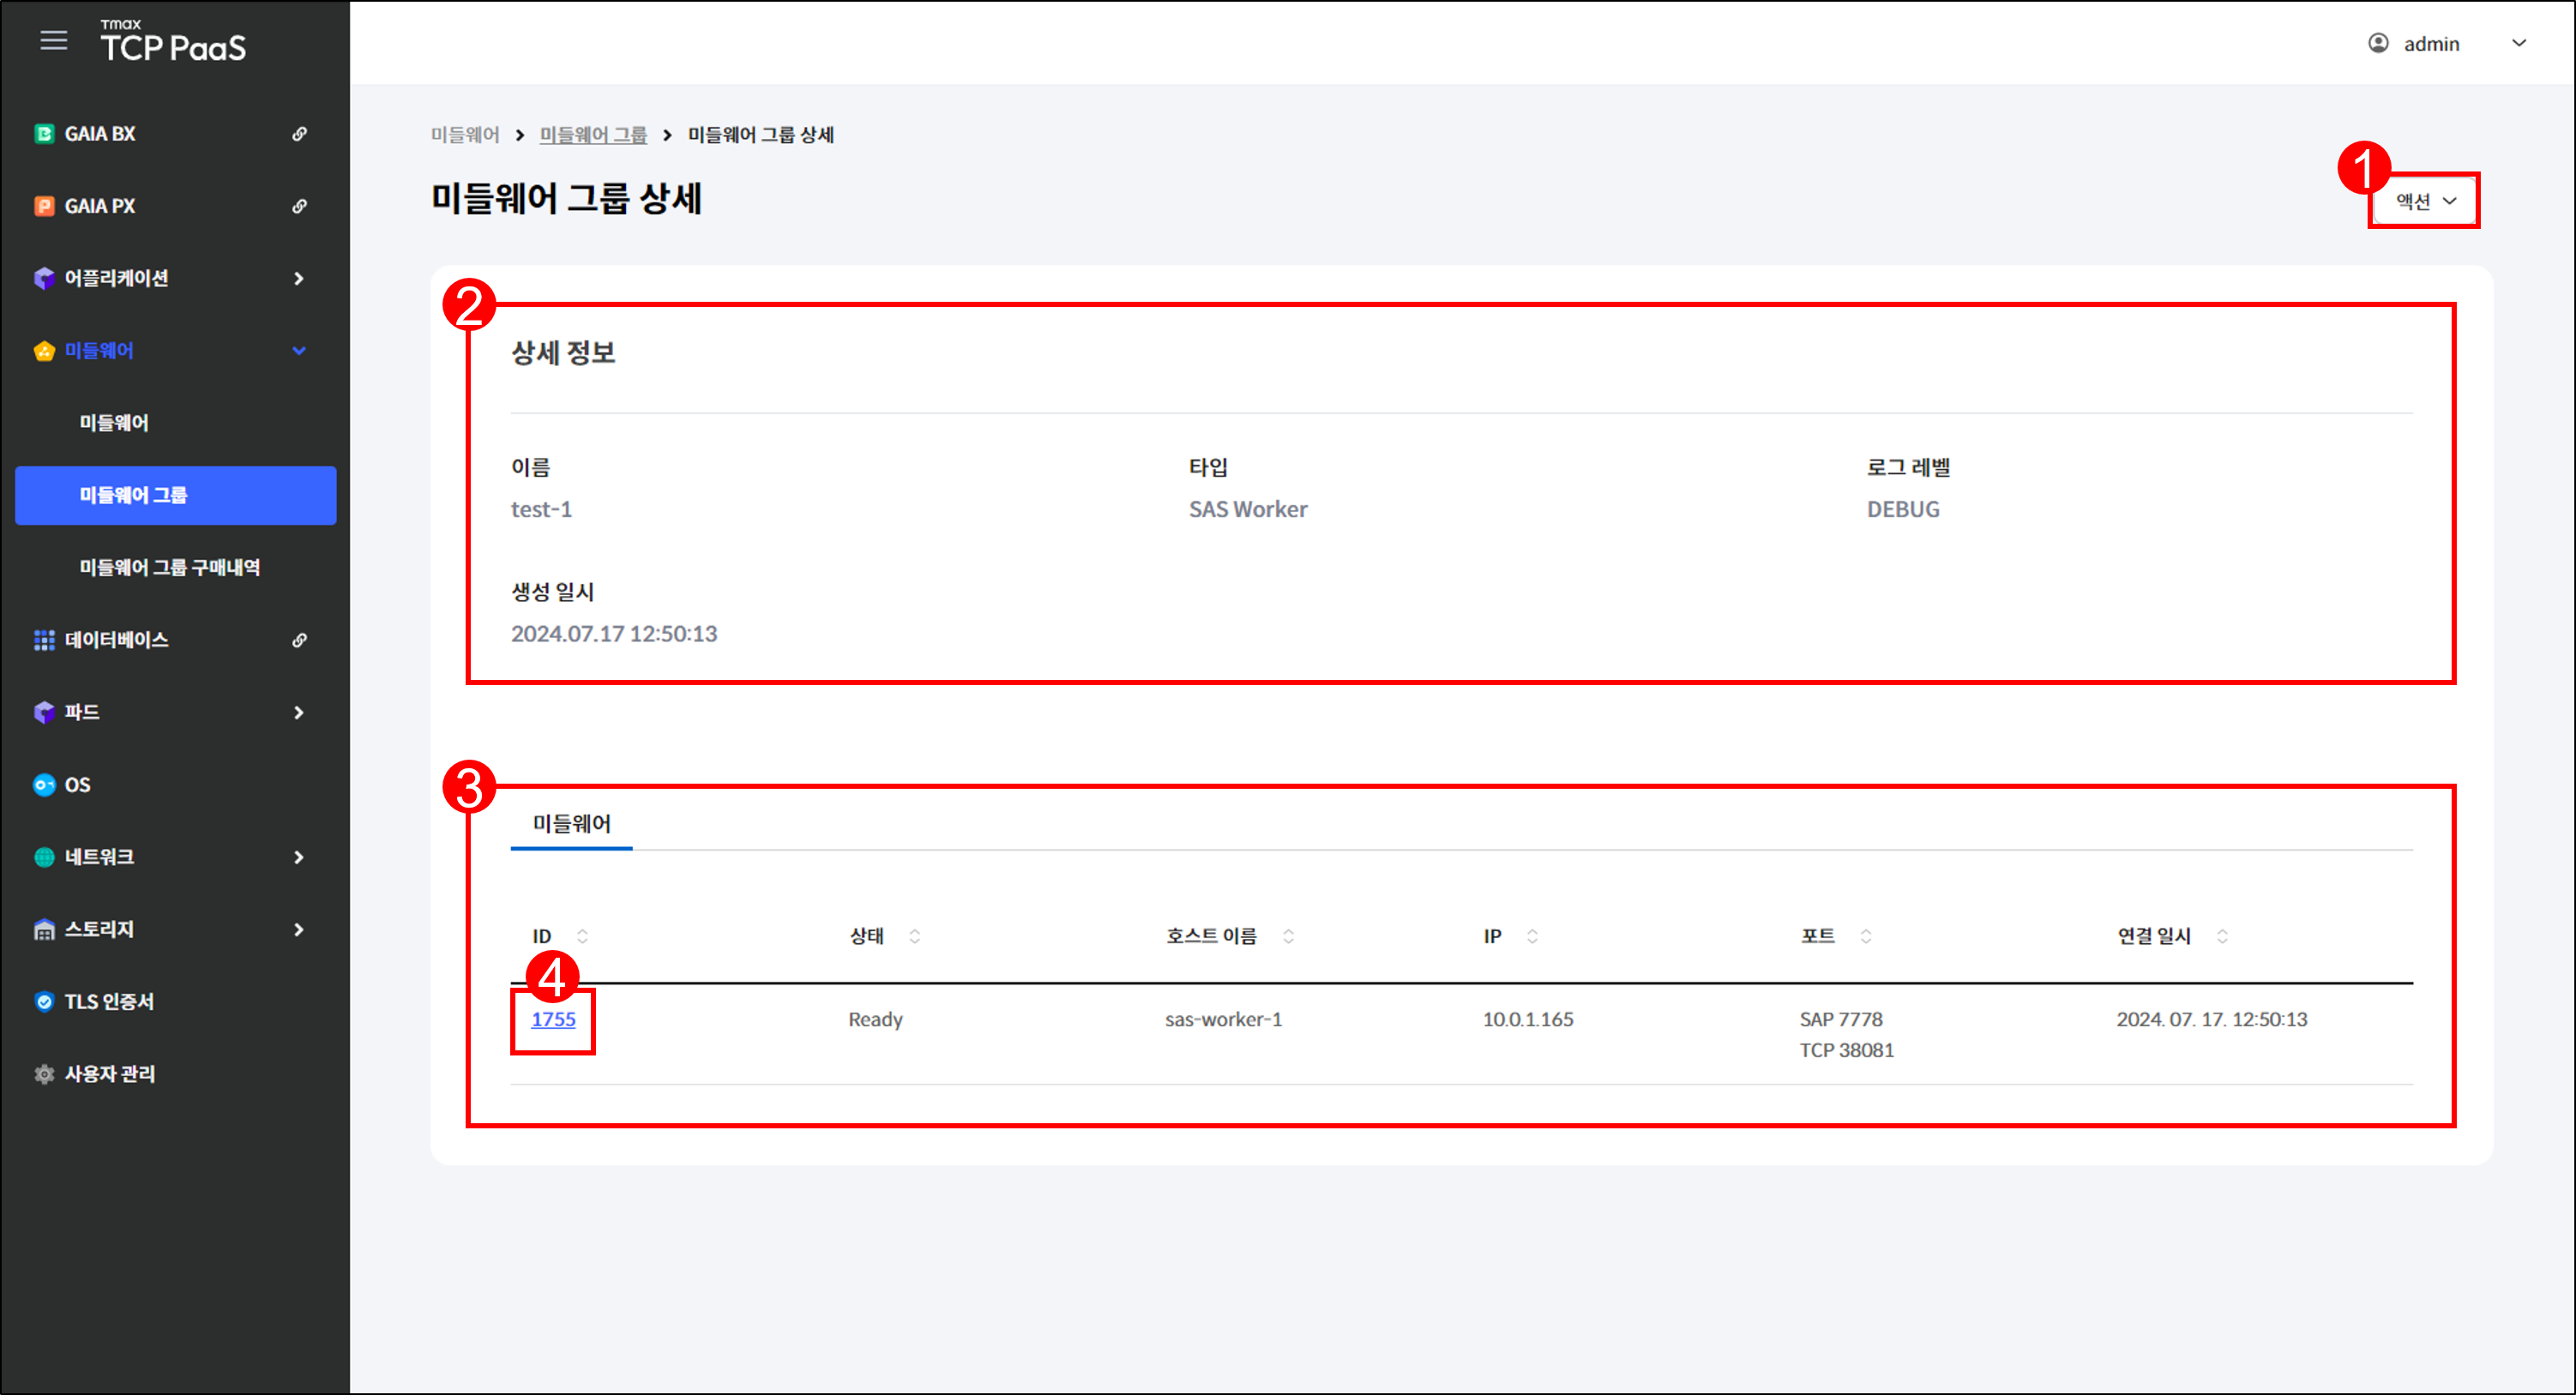 Tmax
TCP PaaS
admin
GAIA BX
GAIA PX
어플리케이션
미들웨어
미들웨어
미들웨어 그룹
미들웨어 그룹 구매내역
데이터베이스
파드
OS
네트워크
스토리지
TLS 인증서
사용자 관리
미들웨어 > 미들웨어 그룹 > 미들웨어 그룹 상세
미들웨어 그룹 상세
1
액션
2
상세 정보
이름 타입 로그 레벨
test-1 SAS Worker DEBUG
생성 일시
2024.07.17 12:50:13
3
미들웨어
ID 상태 호스트 이름 IP 포트 연결 일시
4
1755 Ready sas-worker-1 10.0.1.165 SAP 7778 2024. 07. 17. 12:50:13
TCP 38081